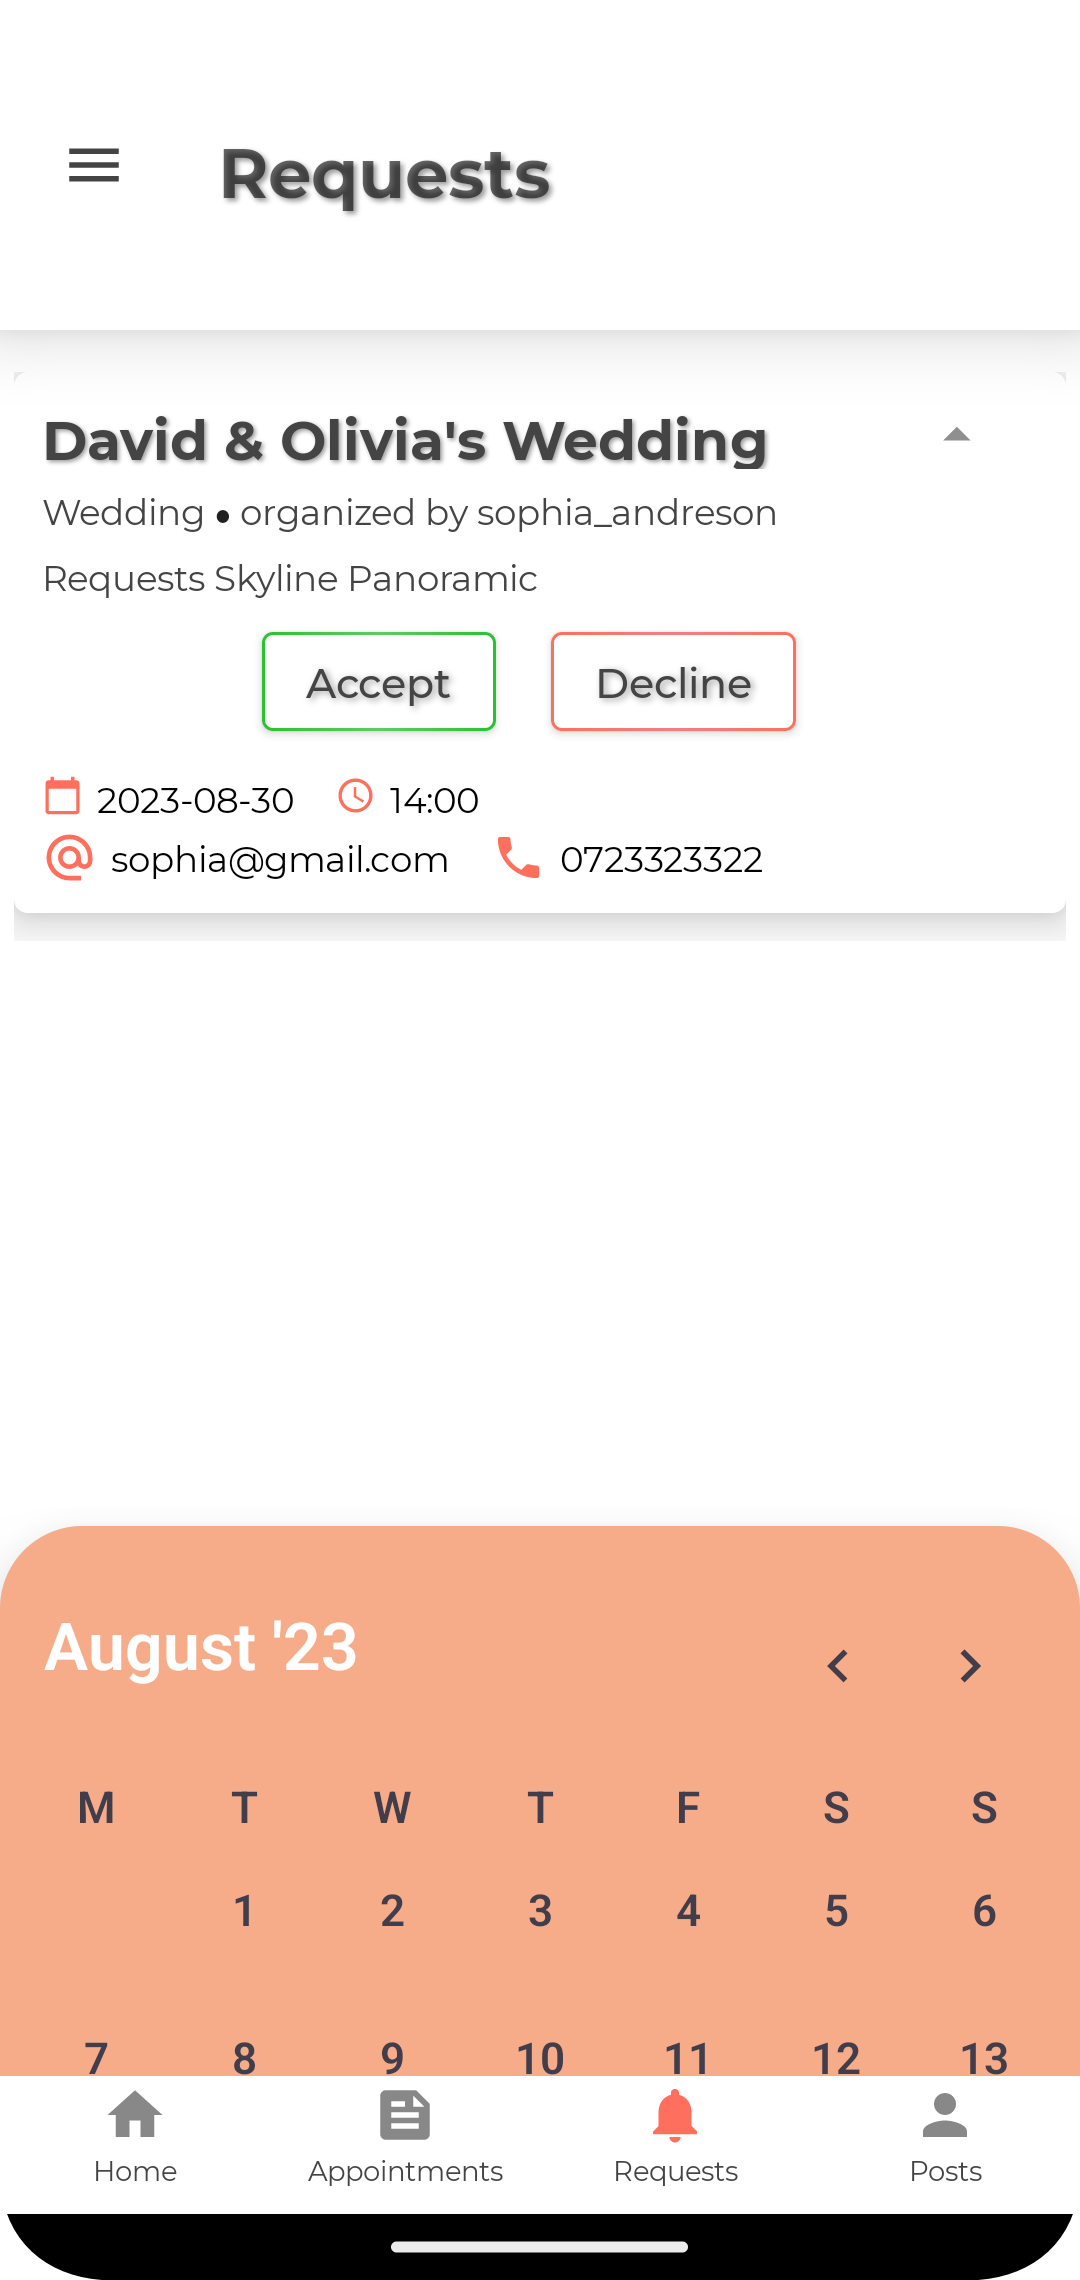 Requests
David & Olivia's Wedding
Wedding ● organized by sophia_andreson
Requests Skyline Panoramic
Accept Decline
2023-08-30 14:00
sophia@gmail.com 0723323322
August '23
M T W T F S S
1 2 3 4 5 6
7 8 9 10 11 12 13
Home Appointments Requests Posts